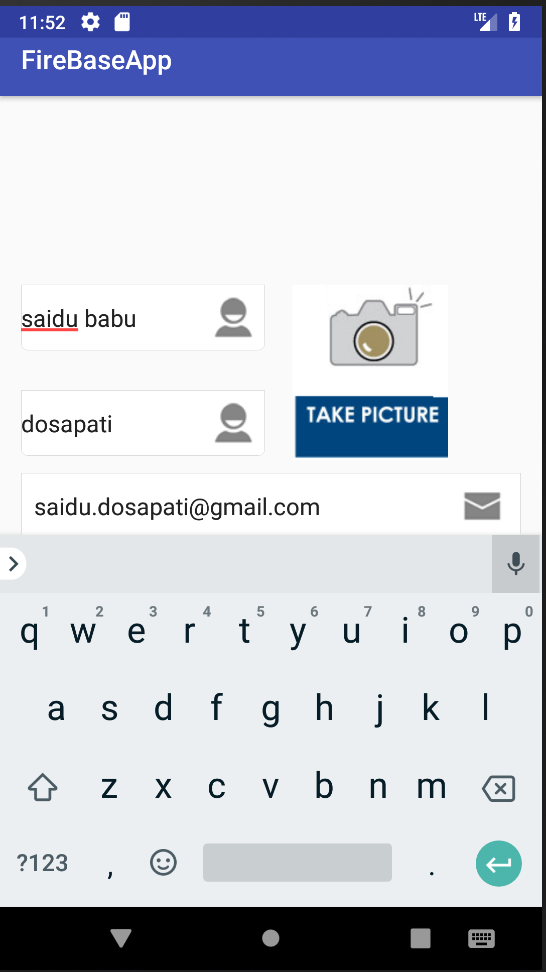 11:52 LTE
FireBaseApp
saidu babu
dosapati
TAKE PICTURE
saidu.dosapati@gmail.com
1 2 3 4 5 6 7 8 9 0
q w e r t y u i o p
a s d f g h j k l
z x c v b n m
?123 , .